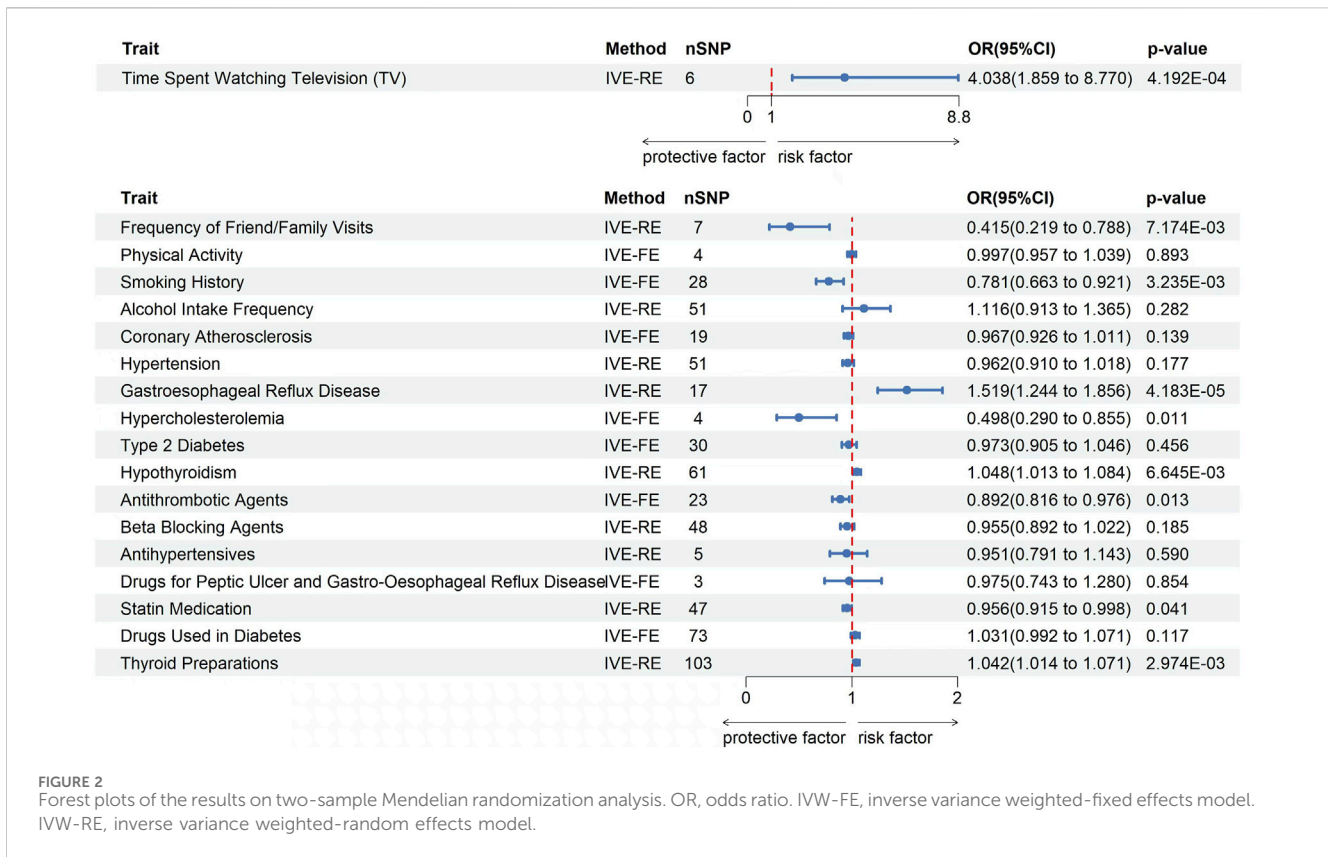 Trait Method nSNP OR(95%CI) p-value
Time Spent Watching Television (TV) IVE-RE 6 4.038(1.859 to 8.770) 4.192E-04
0 1 8.8
protective factor risk factor
Trait Method nSNP OR(95%CI) p-value
Frequency of Friend/Family Visits IVE-RE 7 0.415(0.219 to 0.788) 7.174E-03
Physical Activity IVE-FE 4 0.997(0.957 to 1.039) 0.893
Smoking History IVE-FE 28 0.781(0.663 to 0.921) 3.235E-03
Alcohol Intake Frequency IVE-RE 51 1.116(0.913 to 1.365) 0.282
Coronary Atherosclerosis IVE-FE 19 0.967(0.926 to 1.011) 0.139
Hypertension IVE-RE 51 0.962(0.910 to 1.018) 0.177
Gastroesophageal Reflux Disease IVE-RE 17 1.519(1.244 to 1.856) 4.183E-05
Hypercholesterolemia IVE-FE 4 0.498(0.290 to 0.855) 0.011
Type 2 Diabetes IVE-FE 30 0.973(0.905 to 1.046) 0.456
Hypothyroidism IVE-RE 61 1.048(1.013 to 1.084) 6.645E-03
Antithrombotic Agents IVE-FE 23 0.892(0.816 to 0.976) 0.013
Beta Blocking Agents IVE-RE 48 0.955(0.892 to 1.022) 0.185
Antihypertensives IVE-RE 5 0.951(0.791 to 1.143) 0.590
Drugs for Peptic Ulcer and Gastro-Oesophageal Reflux Disease IVE-FE 3 0.975(0.743 to 1.280) 0.854
Statin Medication IVE-RE 47 0.956(0.915 to 0.998) 0.041
Drugs Used in Diabetes IVE-FE 73 1.031(0.992 to 1.071) 0.117
Thyroid Preparations IVE-RE 103 1.042(1.014 to 1.071) 2.974E-03
0 1 2
protective factor risk factor
FIGURE 2
Forest plots of the results on two-sample Mendelian randomization analysis. OR, odds ratio. IVW-FE, inverse variance weighted-fixed effects model.
IVW-RE, inverse variance weighted-random effects model.